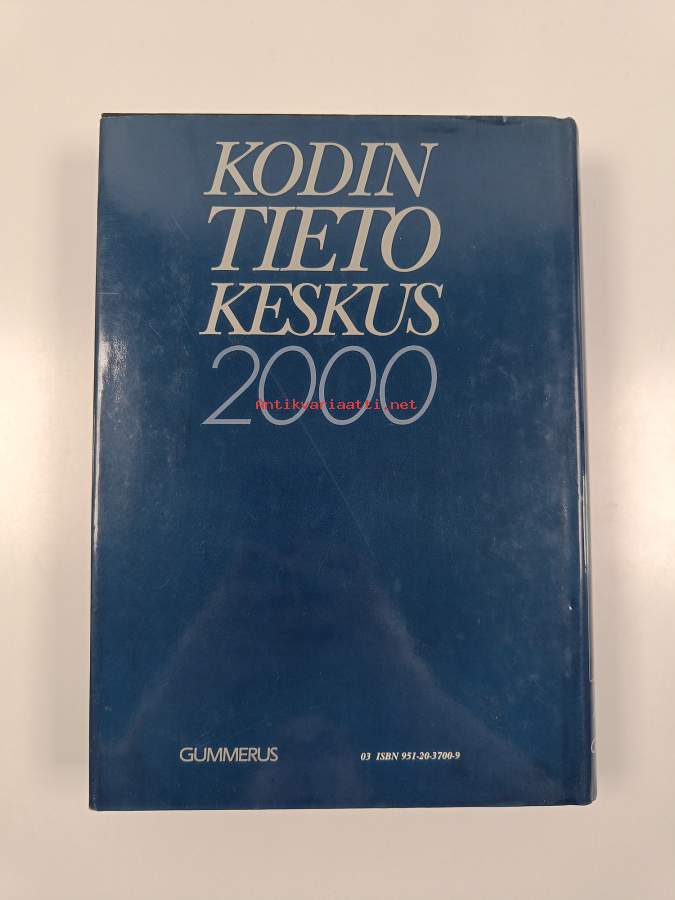 KODIN
TIETO
KESKUS
2000
Antikvariaatti.net
GUMMERUS
03 ISBN 951-20-3700-9